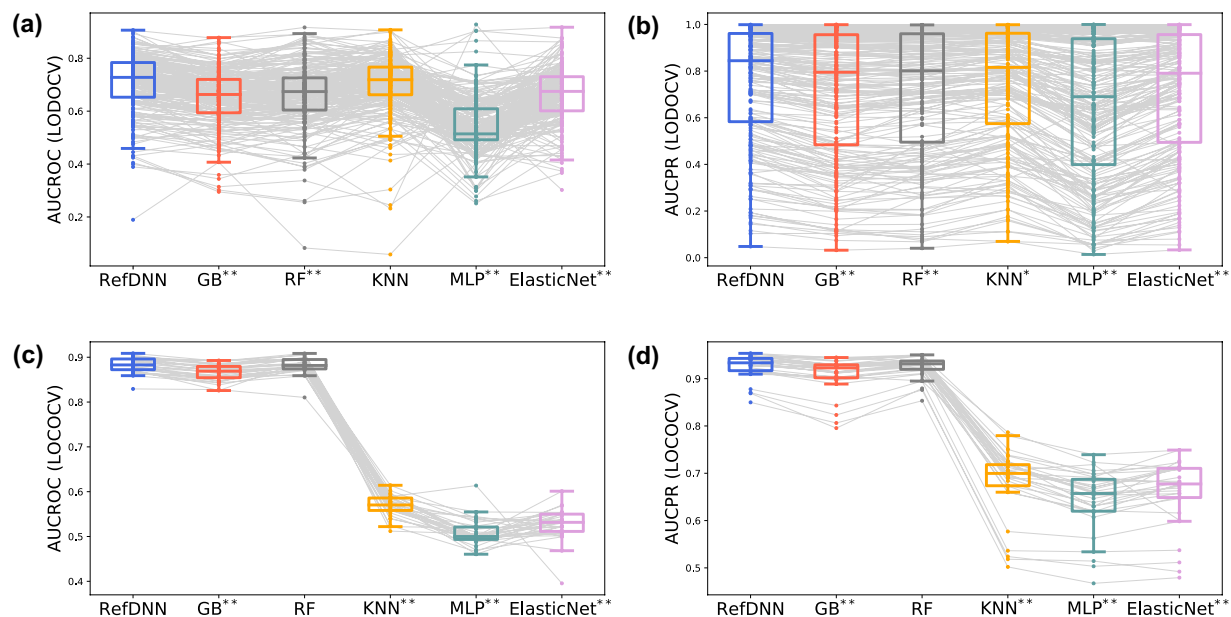 (a)
AUCROC (LODOCV)
0.8
0.6
0.4
0.2
RefDNN GB** RF** KNN MLP** ElasticNet**
(b)
AUCPR (LODOCV)
1.0
0.8
0.6
0.4
0.2
0.0
RefDNN GB** RF** KNN* MLP** ElasticNet**
(c)
AUCROC (LOCOCV)
0.9
0.8
0.7
0.6
0.5
0.4
RefDNN GB** RF KNN** MLP** ElasticNet**
(d)
AUCPR (LOCOCV)
0.9
0.8
0.7
0.6
0.5
RefDNN GB** RF KNN** MLP** ElasticNet**